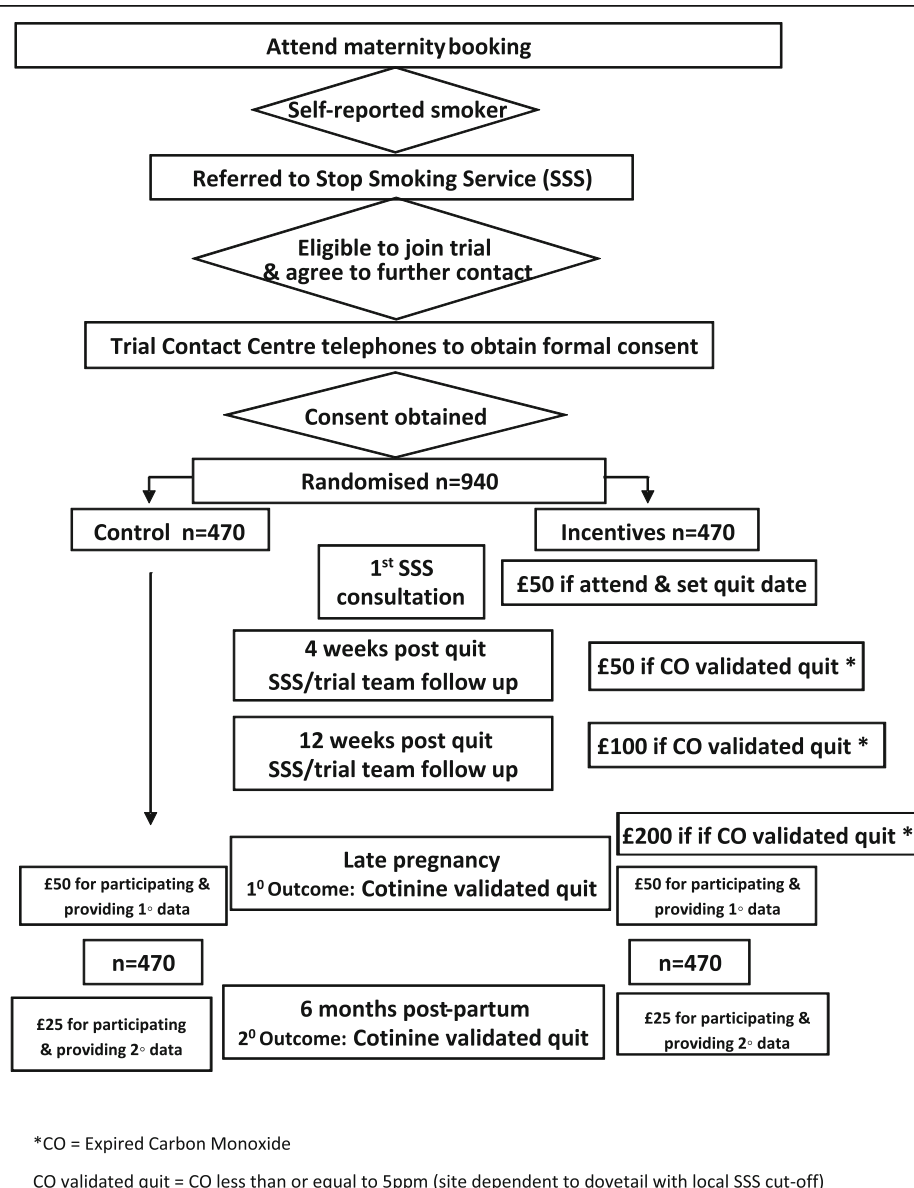 Attend maternity booking
Self-reported smoker
Referred to Stop Smoking Service (SSS)
Eligible to join trial
& agree to further contact
Trial Contact Centre telephones to obtain formal consent
Consent obtained
Randomised n=940
Control n=470
Incentives n=470
1st SSS
consultation
£50 if attend & set quit date
4 weeks post quit
SSS/trial team follow up
£50 if CO validated quit *
12 weeks post quit
SSS/trial team follow up
£100 if CO validated quit *
£200 if if CO validated quit *
Late pregnancy
1⁰ Outcome: Cotinine validated quit
£50 for participating &
providing 1◦ data
£50 for participating &
providing 1◦ data
n=470
n=470
6 months post-partum
2⁰ Outcome: Cotinine validated quit
£25 for participating
& providing 2◦ data
£25 for participating &
providing 2◦ data
*CO = Expired Carbon Monoxide
CO validated quit = CO less than or equal to 5ppm (site dependent to dovetail with local SSS cut-off)